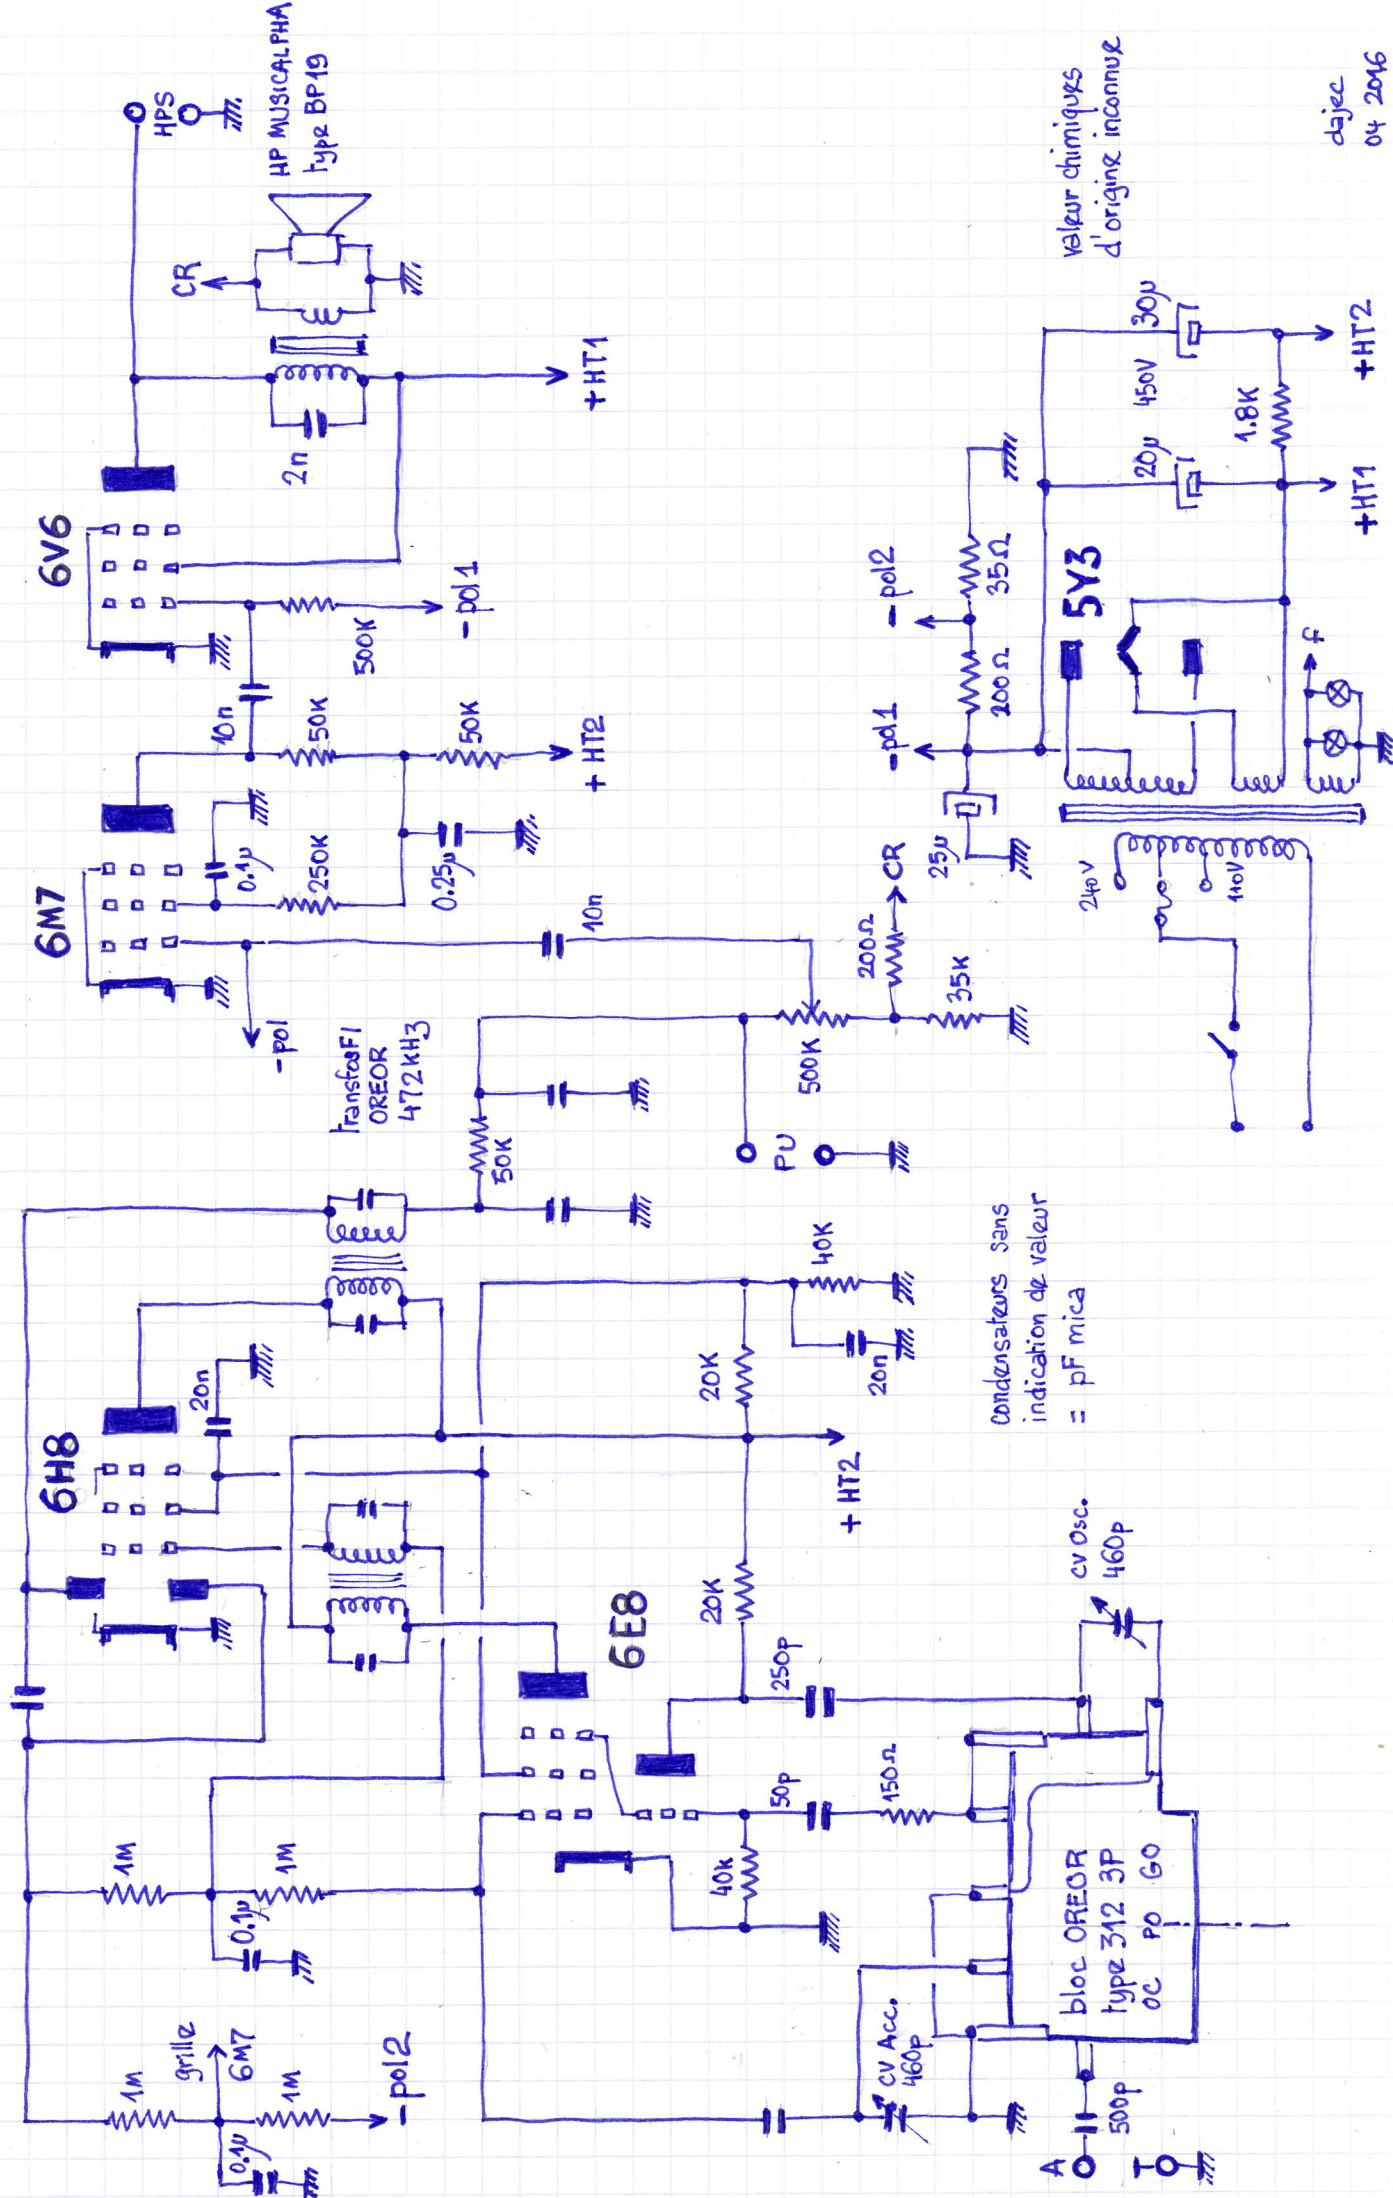 6H8
6M7
6V6
HPS
CR
HP MUSICALPHA
type BP19
1M
0.1µ
1M
20n
0.1µ
250K
10n
50K
50K
0.25µ
+HT2
500K
-pol1
2n
+HT1
1M
grille
6M7
0.1µ
1M
-pol2
-pol
transfos FI
OREOR
472 kHz
50K
10n
6E8
20K
20K
+HT2
40K
20n
PU
500K
200Ω
CR
35K
-pol1
-pol2
25µ
200Ω
35Ω
40k
50p
250p
150Ω
CV Acc.
460p
CV Osc.
460p
bloc OREOR
type 312 3P
OC PO GO
A
500p
T
condensateurs sans
indication de valeur
= pF mica
240V
110V
5Y3
f
20µ
450V
30µ
1.8K
+HT1
+HT2
valeur chimiques
d'origine inconnue
dajec
04 2016